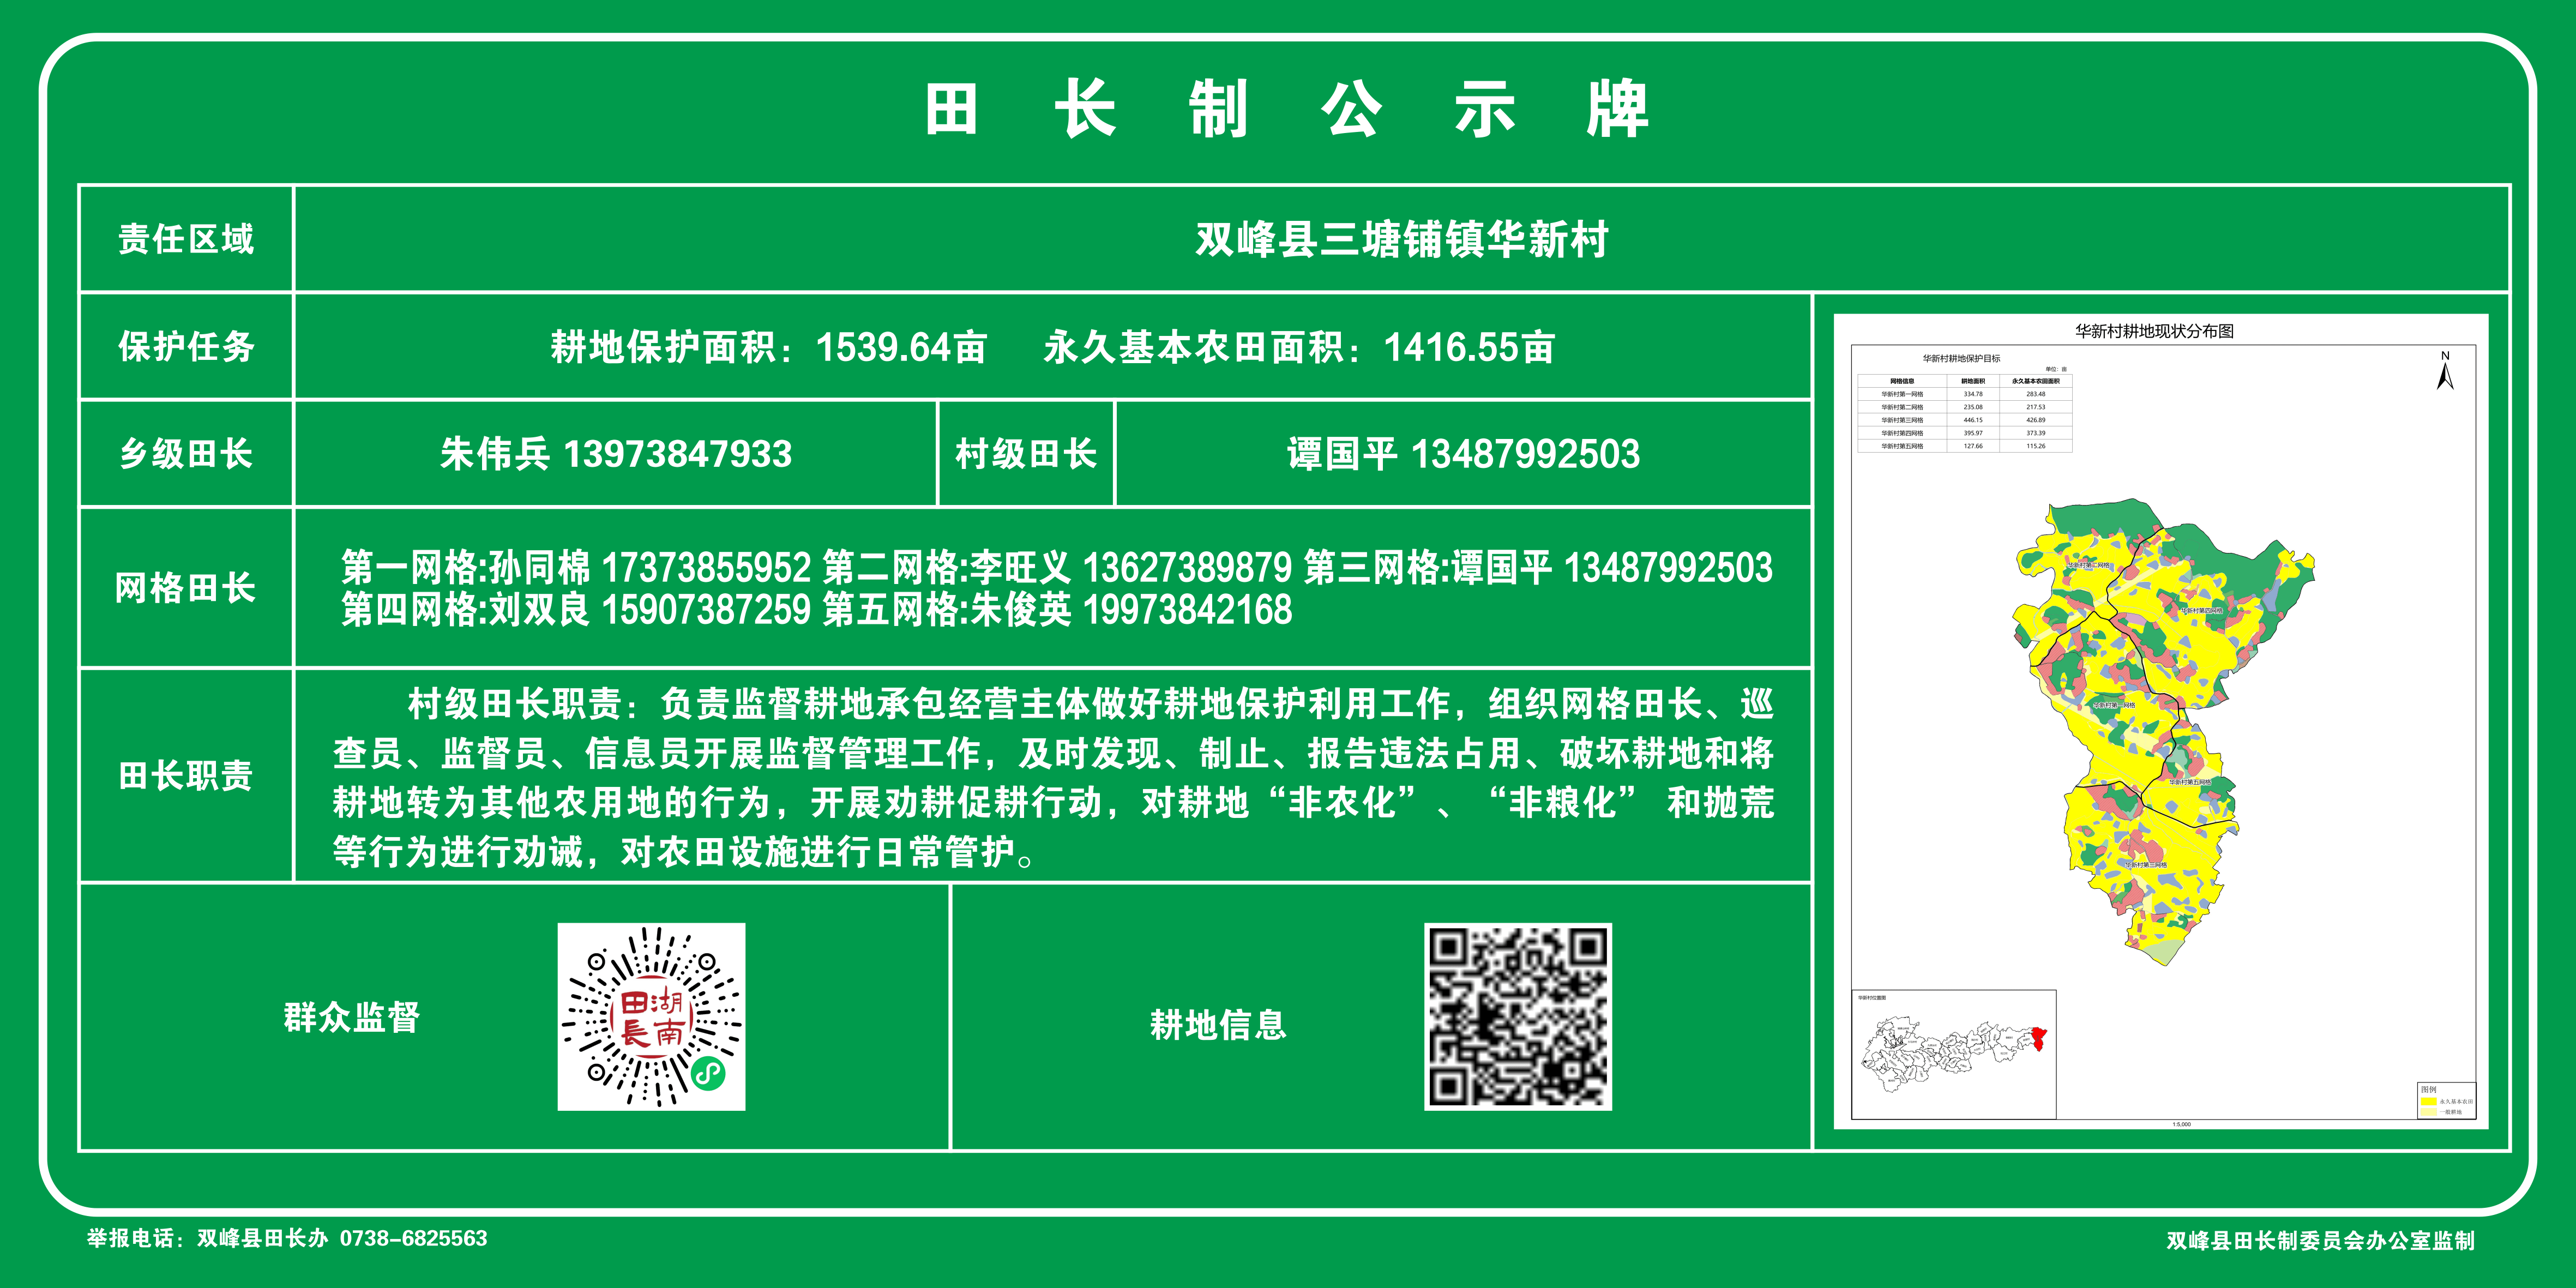 田长制公示牌
责任区域
双峰县三塘铺镇华新村
保护任务
耕地保护面积：1539.64亩 永久基本农田面积：1416.55亩
乡级田长
朱伟兵 13973847933
村级田长
谭国平 13487992503
网格田长
第一网格:孙同棉 17373855952 第二网格:李旺义 13627389879 第三网格:谭国平 13487992503
第四网格:刘双良 15907387259 第五网格:朱俊英 19973842168
田长职责
村级田长职责：负责监督耕地承包经营主体做好耕地保护利用工作，组织网格田长、巡
查员、监督员、信息员开展监督管理工作，及时发现、制止、报告违法占用、破坏耕地和将
耕地转为其他农用地的行为，开展劝耕促耕行动，对耕地“非农化”、“非粮化” 和抛荒
等行为进行劝诫，对农田设施进行日常管护。
群众监督
湖南
田長
耕地信息
华新村耕地现状分布图
华新村耕地保护目标
单位：亩
网格信息 耕地面积 永久基本农田面积
华新村第一网格 334.78 283.48
华新村第二网格 235.08 217.53
华新村第三网格 446.15 426.89
华新村第四网格 395.97 373.39
华新村第五网格 127.66 115.26
N
华新村第二网格
华新村第四网格
华新村第一网格
华新村第五网格
华新村第三网格
华新村位置图
图例
永久基本农田
一般耕地
1:5,000
举报电话：双峰县田长办 0738-6825563
双峰县田长制委员会办公室监制